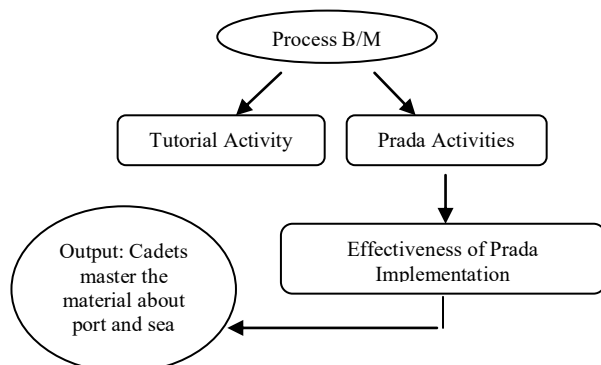 Process B/M
Tutorial Activity
Prada Activities
Effectiveness of Prada
Implementation
Output: Cadets
master the
material about
port and sea